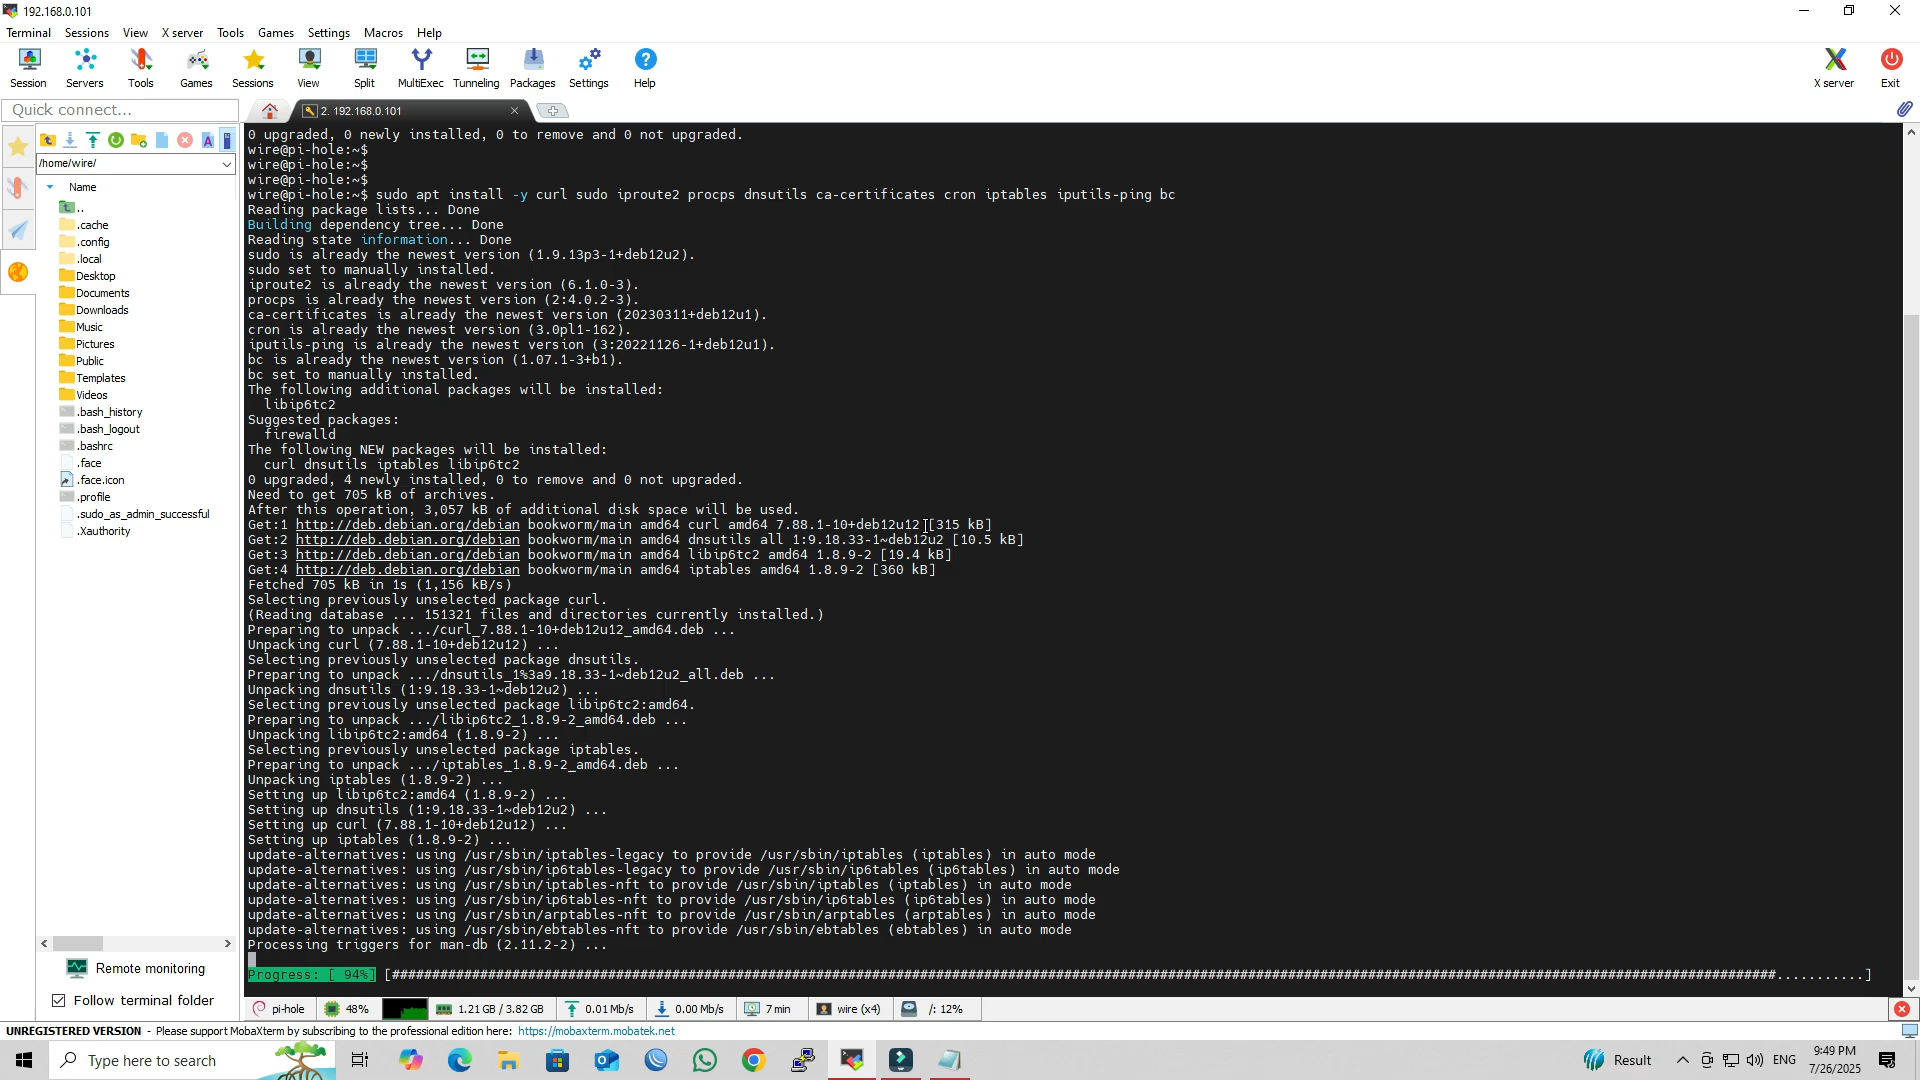 192.168.0.101
Terminal Sessions View X server Tools Games Settings Macros Help
Session Servers Tools Games Sessions View Split MultiExec Tunneling Packages Settings Help X server Exit
Quick connect...
2. 192.168.0.101
/home/wire/
Name
..
.cache
.config
.local
Desktop
Documents
Downloads
Music
Pictures
Public
Templates
Videos
.bash_history
.bash_logout
.bashrc
.face
.face.icon
.profile
.sudo_as_admin_successful
.Xauthority
Remote monitoring
Follow terminal folder
0 upgraded, 0 newly installed, 0 to remove and 0 not upgraded.
wire@pi-hole:~$
wire@pi-hole:~$
wire@pi-hole:~$
wire@pi-hole:~$ sudo apt install -y curl sudo iproute2 procps dnsutils ca-certificates cron iptables iputils-ping bc
Reading package lists... Done
Building dependency tree... Done
Reading state information... Done
sudo is already the newest version (1.9.13p3-1+deb12u2).
sudo set to manually installed.
iproute2 is already the newest version (6.1.0-3).
procps is already the newest version (2:4.0.2-3).
ca-certificates is already the newest version (20230311+deb12u1).
cron is already the newest version (3.0pl1-162).
iputils-ping is already the newest version (3:20221126-1+deb12u1).
bc is already the newest version (1.07.1-3+b1).
bc set to manually installed.
The following additional packages will be installed:
libip6tc2
Suggested packages:
firewalld
The following NEW packages will be installed:
curl dnsutils iptables libip6tc2
0 upgraded, 4 newly installed, 0 to remove and 0 not upgraded.
Need to get 705 kB of archives.
After this operation, 3,057 kB of additional disk space will be used.
Get:1 http://deb.debian.org/debian bookworm/main amd64 curl amd64 7.88.1-10+deb12u12 [315 kB]
Get:2 http://deb.debian.org/debian bookworm/main amd64 dnsutils all 1:9.18.33-1~deb12u2 [10.5 kB]
Get:3 http://deb.debian.org/debian bookworm/main amd64 libip6tc2 amd64 1.8.9-2 [19.4 kB]
Get:4 http://deb.debian.org/debian bookworm/main amd64 iptables amd64 1.8.9-2 [360 kB]
Fetched 705 kB in 1s (1,156 kB/s)
Selecting previously unselected package curl.
(Reading database ... 151321 files and directories currently installed.)
Preparing to unpack .../curl_7.88.1-10+deb12u12_amd64.deb ...
Unpacking curl (7.88.1-10+deb12u12) ...
Selecting previously unselected package dnsutils.
Preparing to unpack .../dnsutils_1%3a9.18.33-1~deb12u2_all.deb ...
Unpacking dnsutils (1:9.18.33-1~deb12u2) ...
Selecting previously unselected package libip6tc2:amd64.
Preparing to unpack .../libip6tc2_1.8.9-2_amd64.deb ...
Unpacking libip6tc2:amd64 (1.8.9-2) ...
Selecting previously unselected package iptables.
Preparing to unpack .../iptables_1.8.9-2_amd64.deb ...
Unpacking iptables (1.8.9-2) ...
Setting up libip6tc2:amd64 (1.8.9-2) ...
Setting up dnsutils (1:9.18.33-1~deb12u2) ...
Setting up curl (7.88.1-10+deb12u12) ...
Setting up iptables (1.8.9-2) ...
update-alternatives: using /usr/sbin/iptables-legacy to provide /usr/sbin/iptables (iptables) in auto mode
update-alternatives: using /usr/sbin/ip6tables-legacy to provide /usr/sbin/ip6tables (ip6tables) in auto mode
update-alternatives: using /usr/sbin/iptables-nft to provide /usr/sbin/iptables (iptables) in auto mode
update-alternatives: using /usr/sbin/ip6tables-nft to provide /usr/sbin/ip6tables (ip6tables) in auto mode
update-alternatives: using /usr/sbin/arptables-nft to provide /usr/sbin/arptables (arptables) in auto mode
update-alternatives: using /usr/sbin/ebtables-nft to provide /usr/sbin/ebtables (ebtables) in auto mode
Processing triggers for man-db (2.11.2-2) ...
Progress: [ 94%] [#############################################################################################################################################################################...........]
pi-hole 48% 1.21 GB / 3.82 GB 0.01 Mb/s 0.00 Mb/s 7 min wire (x4) /: 12%
UNREGISTERED VERSION - Please support MobaXterm by subscribing to the professional edition here: https://mobaxterm.mobatek.net
Type here to search
Result ENG 9:49 PM
7/26/2025